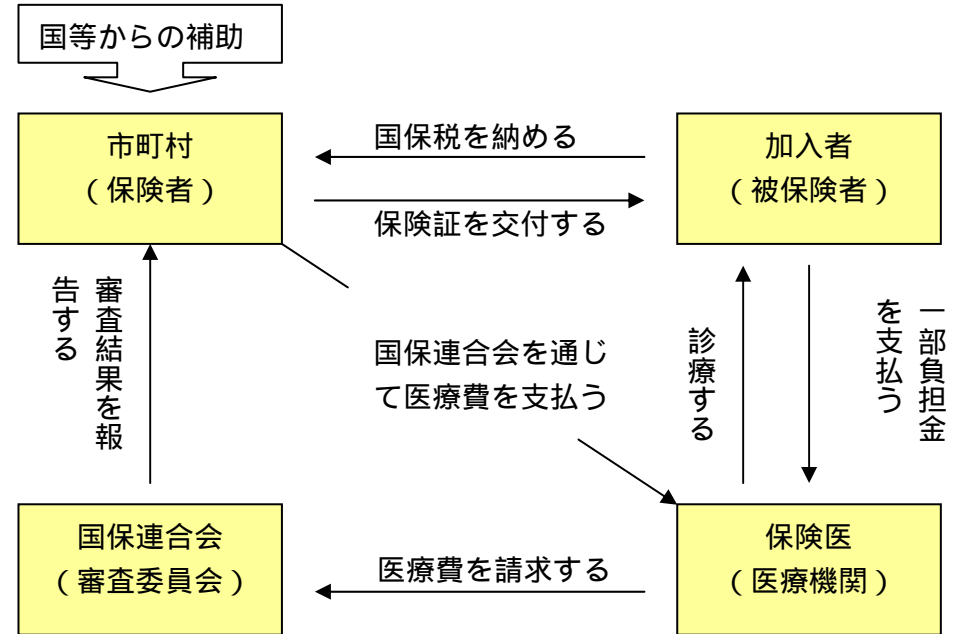 国等からの補助
市町村
(保険者)
国保税を納める
加入者
(被保険者)
保険証を交付する
審査結果を報
告する
国保連合会を通じ
て医療費を支払う
診療する
一部負担金
を支払う
国保連合会
(審査委員会)
医療費を請求する
保険医
(医療機関)